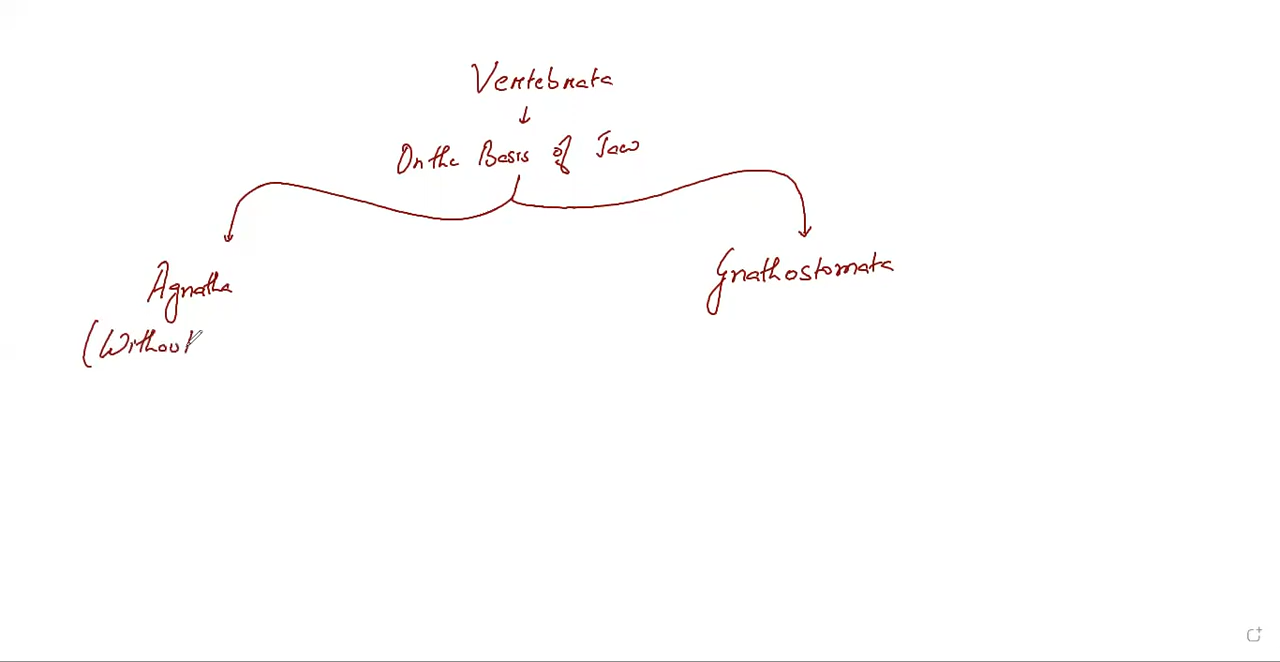 Vertebrata
On the Basis of Jaw
Agnatha
Gnathostomata
(Without